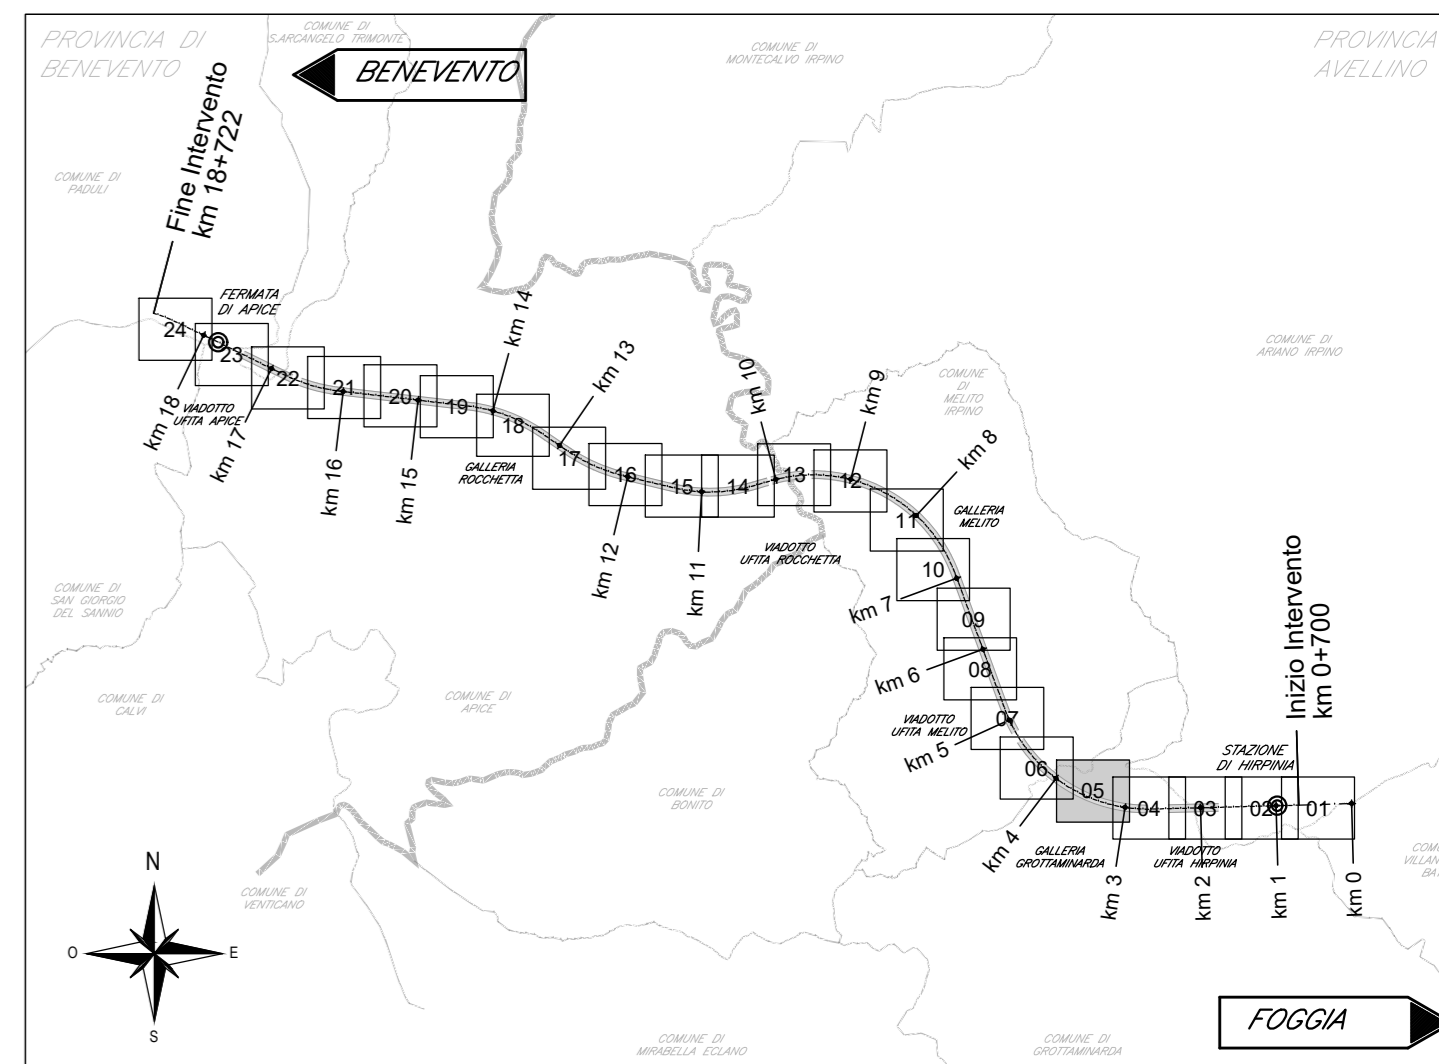 PROVINCIA DI
BENEVENTO
COMUNE DI
S.ARCANGELO TRIMONTE
BENEVENTO
COMUNE DI
MONTECALVO IRPINO
PROVINCIA
AVELLINO
Fine Intervento
km 18+722
COMUNE DI
PADULI
FERMATA
DI APICE
24
23
22
21
20
19
18
17
16
15
14
13
12
11
10
09
08
07
06
05
04
03
02
01
km 18
km 17
km 16
km 15
km 14
km 13
km 12
km 11
km 10
km 9
km 8
km 7
km 6
km 5
km 4
km 3
km 2
km 1
km 0
VIADOTTO
UFITA APICE
GALLERIA
ROCCHETTA
VIADOTTO
UFITA ROCCHETTA
COMUNE
DI
MELITO
IRPINO
COMUNE DI
ARIANO IRPINO
GALLERIA
MELITO
Inizio Intervento
km 0+700
COMUNE DI
SAN GIORGIO
DEL SANNIO
COMUNE DI
CALVI
COMUNE DI
APICE
VIADOTTO
UFITA MELITO
STAZIONE
DI HIRPINIA
COMUNE DI
BONITO
GALLERIA
GROTTAMINARDA
VIADOTTO
UFITA HIRPINIA
COMU
VILLAN
BA
COMUNE DI
VENTICANO
N
O
E
S
FOGGIA
COMUNE DI
MIRABELLA ECLANO
COMUNE DI
GROTTAMINARDA